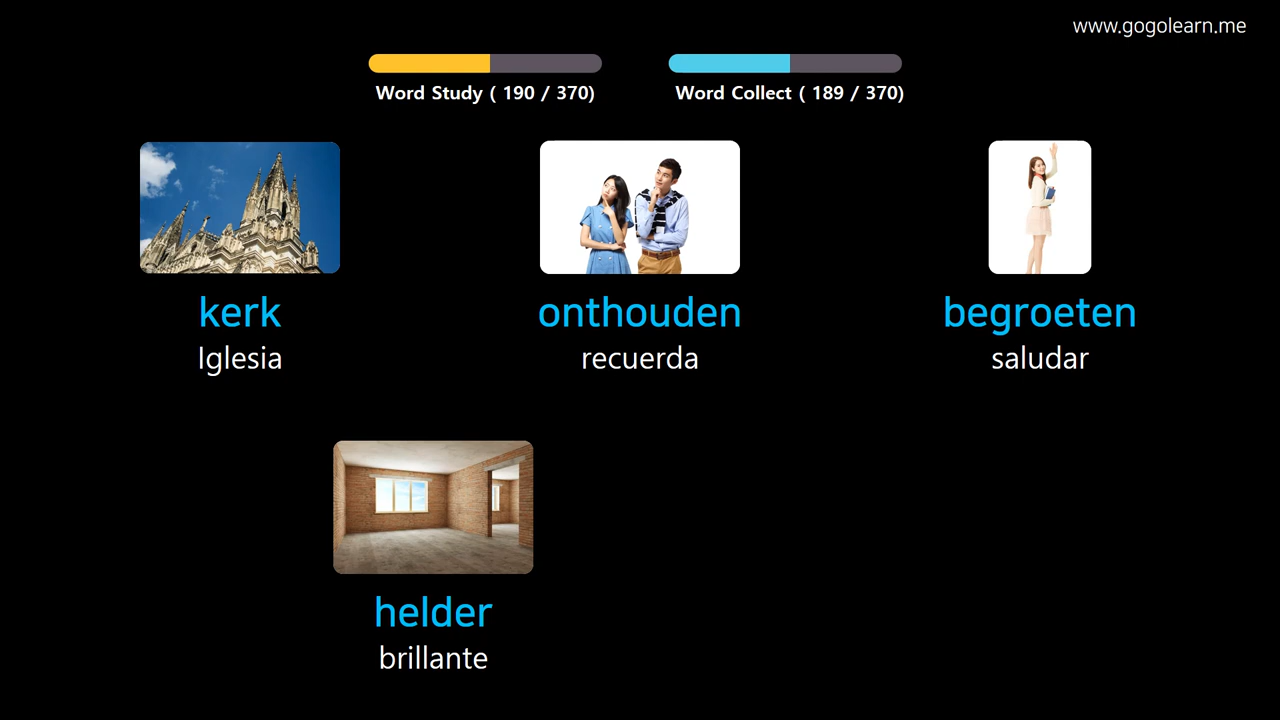 www.gogolearn.me
Word Study ( 190 / 370)
Word Collect ( 189 / 370)
kerk
Iglesia
onthouden
recuerda
begroeten
saludar
helder
brillante